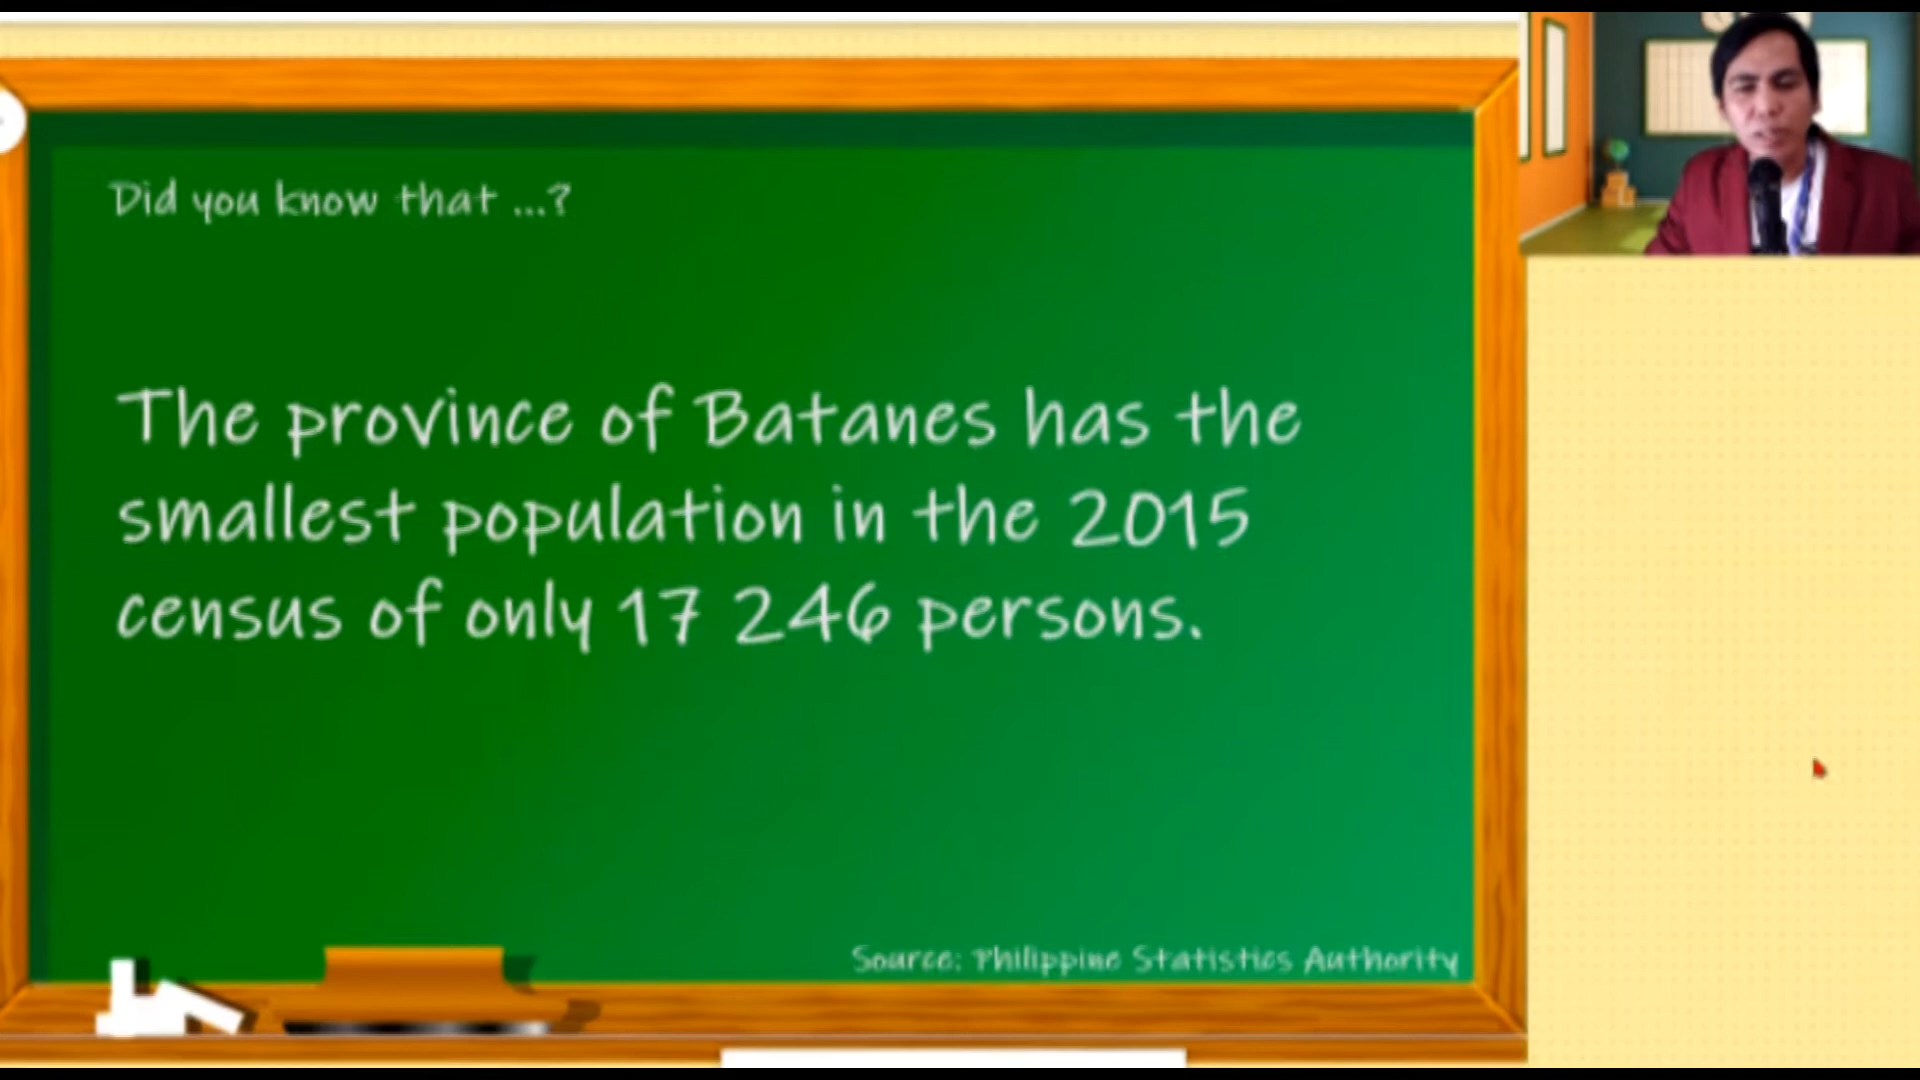 Did you know that ...?
The province of Batanes has the
smallest population in the 2015
census of only 17 246 persons.
Source: Philippine Statistics Authority